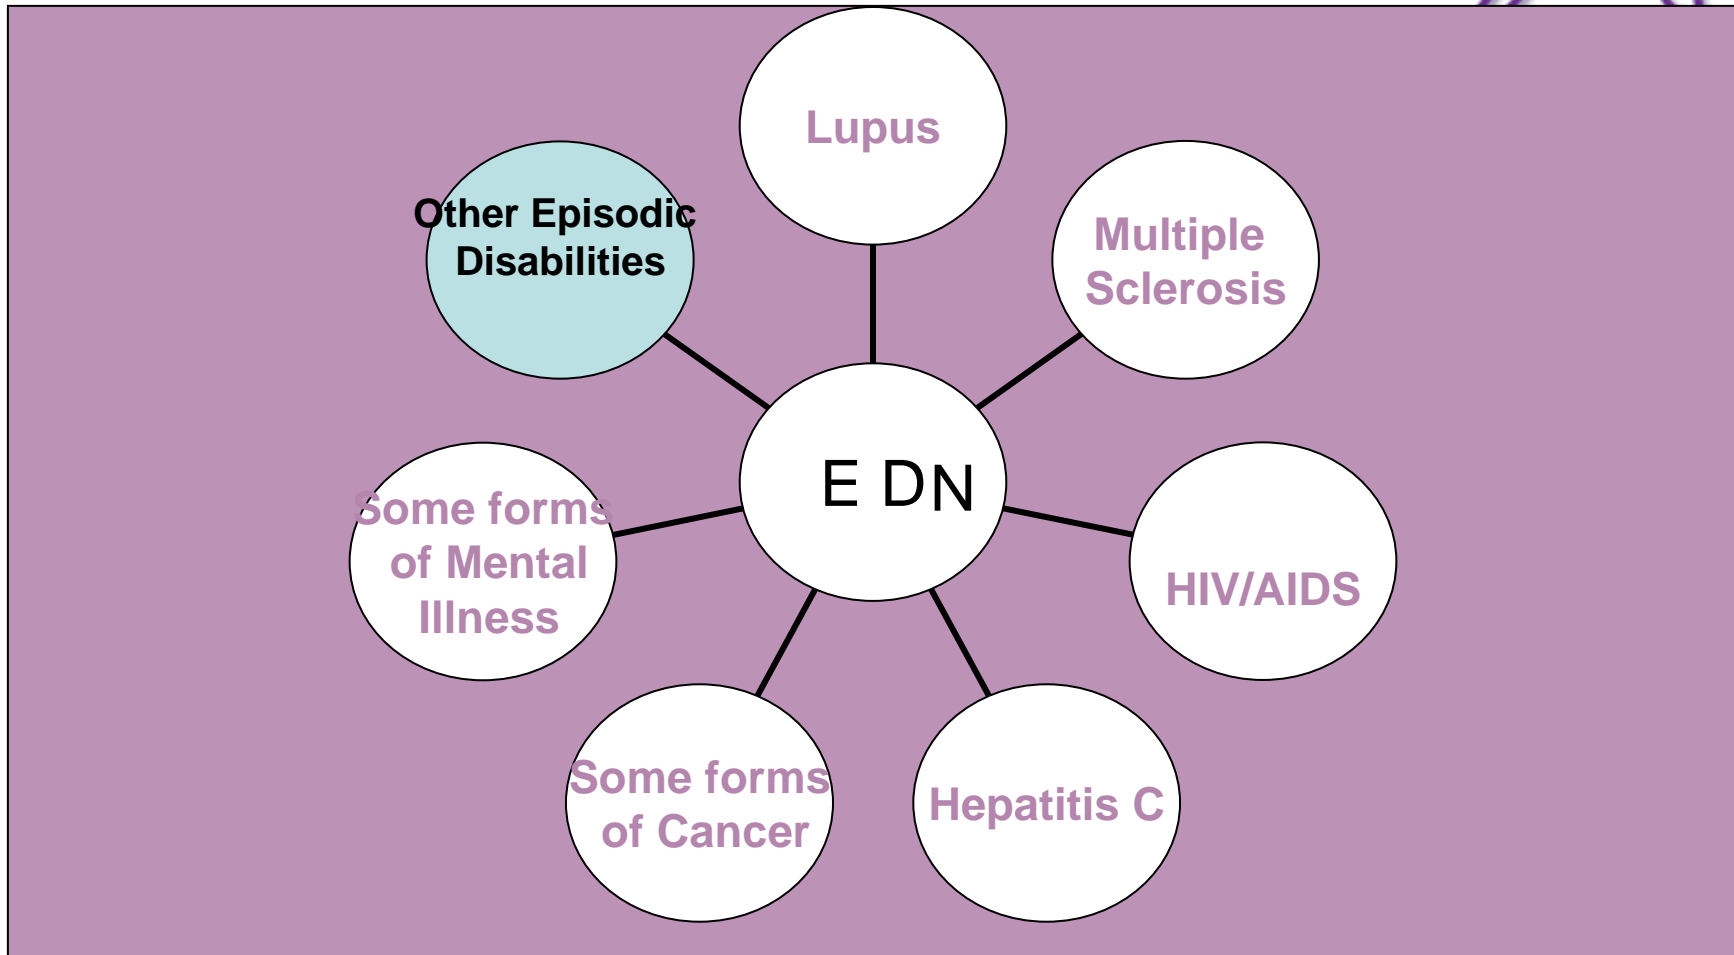 Lupus
Other Episodic
Disabilities
Multiple
Sclerosis
E DN
Some forms
of Mental
Illness
HIV/AIDS
Some forms
of Cancer
Hepatitis C